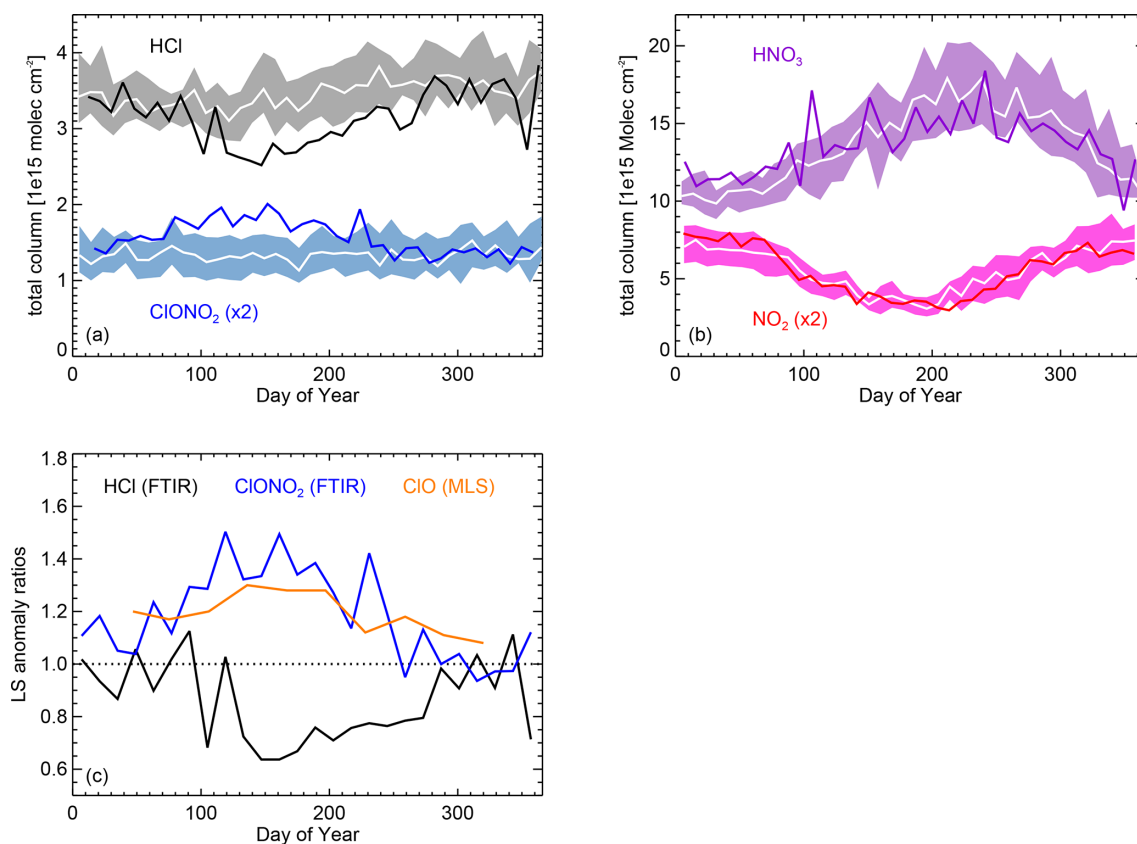 total column [1e15 molec cm⁻²]
4
3
2
1
0
HCl
ClONO₂ (x2)
(a)
0 100 200 300
Day of Year
total column [1e15 Molec cm⁻²]
20
15
10
5
0
HNO₃
NO₂ (x2)
(b)
0 100 200 300
Day of Year
LS anomaly ratios
1.8
1.6
1.4
1.2
1.0
0.8
0.6
HCl (FTIR) ClONO₂ (FTIR) ClO (MLS)
(c)
0 100 200 300
Day of Year